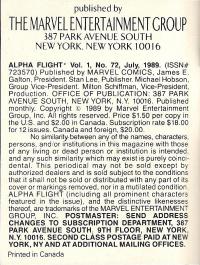 published by
THE MARVEL ENTERTAINMENT GROUP
387 PARK AVENUE SOUTH
NEW YORK, NEW YORK 10016
ALPHA FLIGHT* Vol. 1, No. 72, July, 1989. (ISSN#
723570) Published by MARVEL COMICS, James E.
Galton, President. Stan Lee, Publisher. Michael Hobson,
Group Vice-President. Milton Schiffman, Vice-President,
Production. OFFICE OF PUBLICATION: 387 PARK
AVENUE SOUTH, NEW YORK, N.Y. 10016. Published
monthly. Copyright © 1989 by Marvel Entertainment
Group, Inc. All rights reserved. Price $1.50 per copy in
the U.S. and $2.00 in Canada. Subscription rate $18.00
for 12 issues. Canada and foreign, $20.00.
No similarity between any of the names, characters,
persons, and/or institutions in this magazine with those
of any living or dead person or institution is intended,
and any such similarity which may exist is purely coinci-
dental. This periodical may not be sold except by
authorized dealers and is sold subject to the conditions
that it shall not be sold or distributed with any part of its
cover or markings removed, nor in a mutilated condition.
ALPHA FLIGHT (including all prominent characters
featured in the issue), and the distinctive likenesses
thereof, are trademarks of the MARVEL ENTERTAINMENT
GROUP, INC. POSTMASTER: SEND ADDRESS
CHANGES TO SUBSCRIPTION DEPARTMENT, 387
PARK AVENUE SOUTH, 9TH FLOOR, NEW YORK,
N.Y. 10016. SECOND CLASS POSTAGE PAID AT NEW
YORK, NY AND AT ADDITIONAL MAILING OFFICES.
Printed in Canada